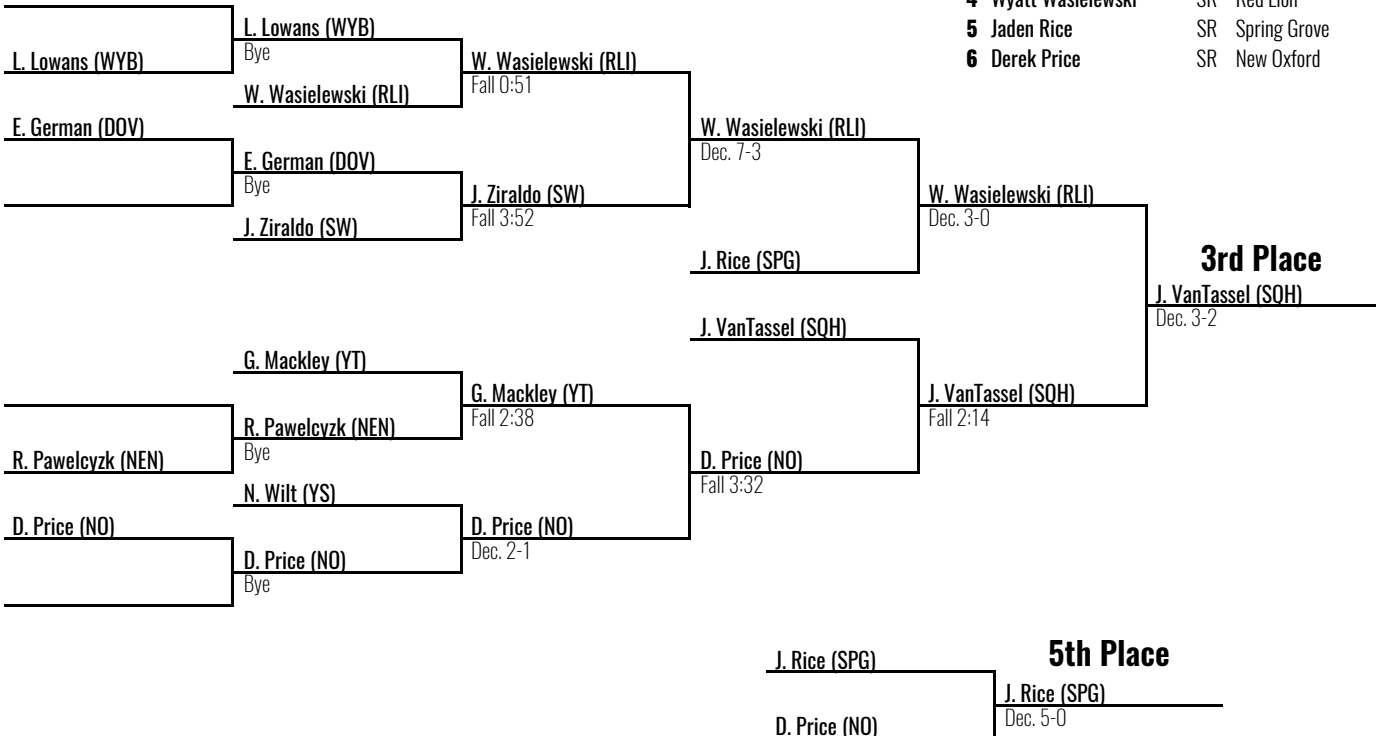 4 Wyatt Wasielewski SR Red Lion
5 Jaden Rice SR Spring Grove
6 Derek Price SR New Oxford
L. Lowans (WYB)
L. Lowans (WYB)
Bye
W. Wasielewski (RLI)
W. Wasielewski (RLI)
Fall 0:51
E. German (DOV)
E. German (DOV)
Bye
J. Ziraldo (SW)
J. Ziraldo (SW)
Fall 3:52
W. Wasielewski (RLI)
Dec. 7-3
J. Rice (SPG)
W. Wasielewski (RLI)
Dec. 3-0
3rd Place
J. VanTassel (SQH)
Dec. 3-2
J. VanTassel (SQH)
J. VanTassel (SQH)
Fall 2:14
G. Mackley (YT)
G. Mackley (YT)
Fall 2:38
R. Pawelcyzk (NEN)
R. Pawelcyzk (NEN)
Bye
D. Price (NO)
Fall 3:32
N. Wilt (YS)
D. Price (NO)
D. Price (NO)
Bye
D. Price (NO)
Dec. 2-1
5th Place
J. Rice (SPG)
J. Rice (SPG)
Dec. 5-0
D. Price (NO)